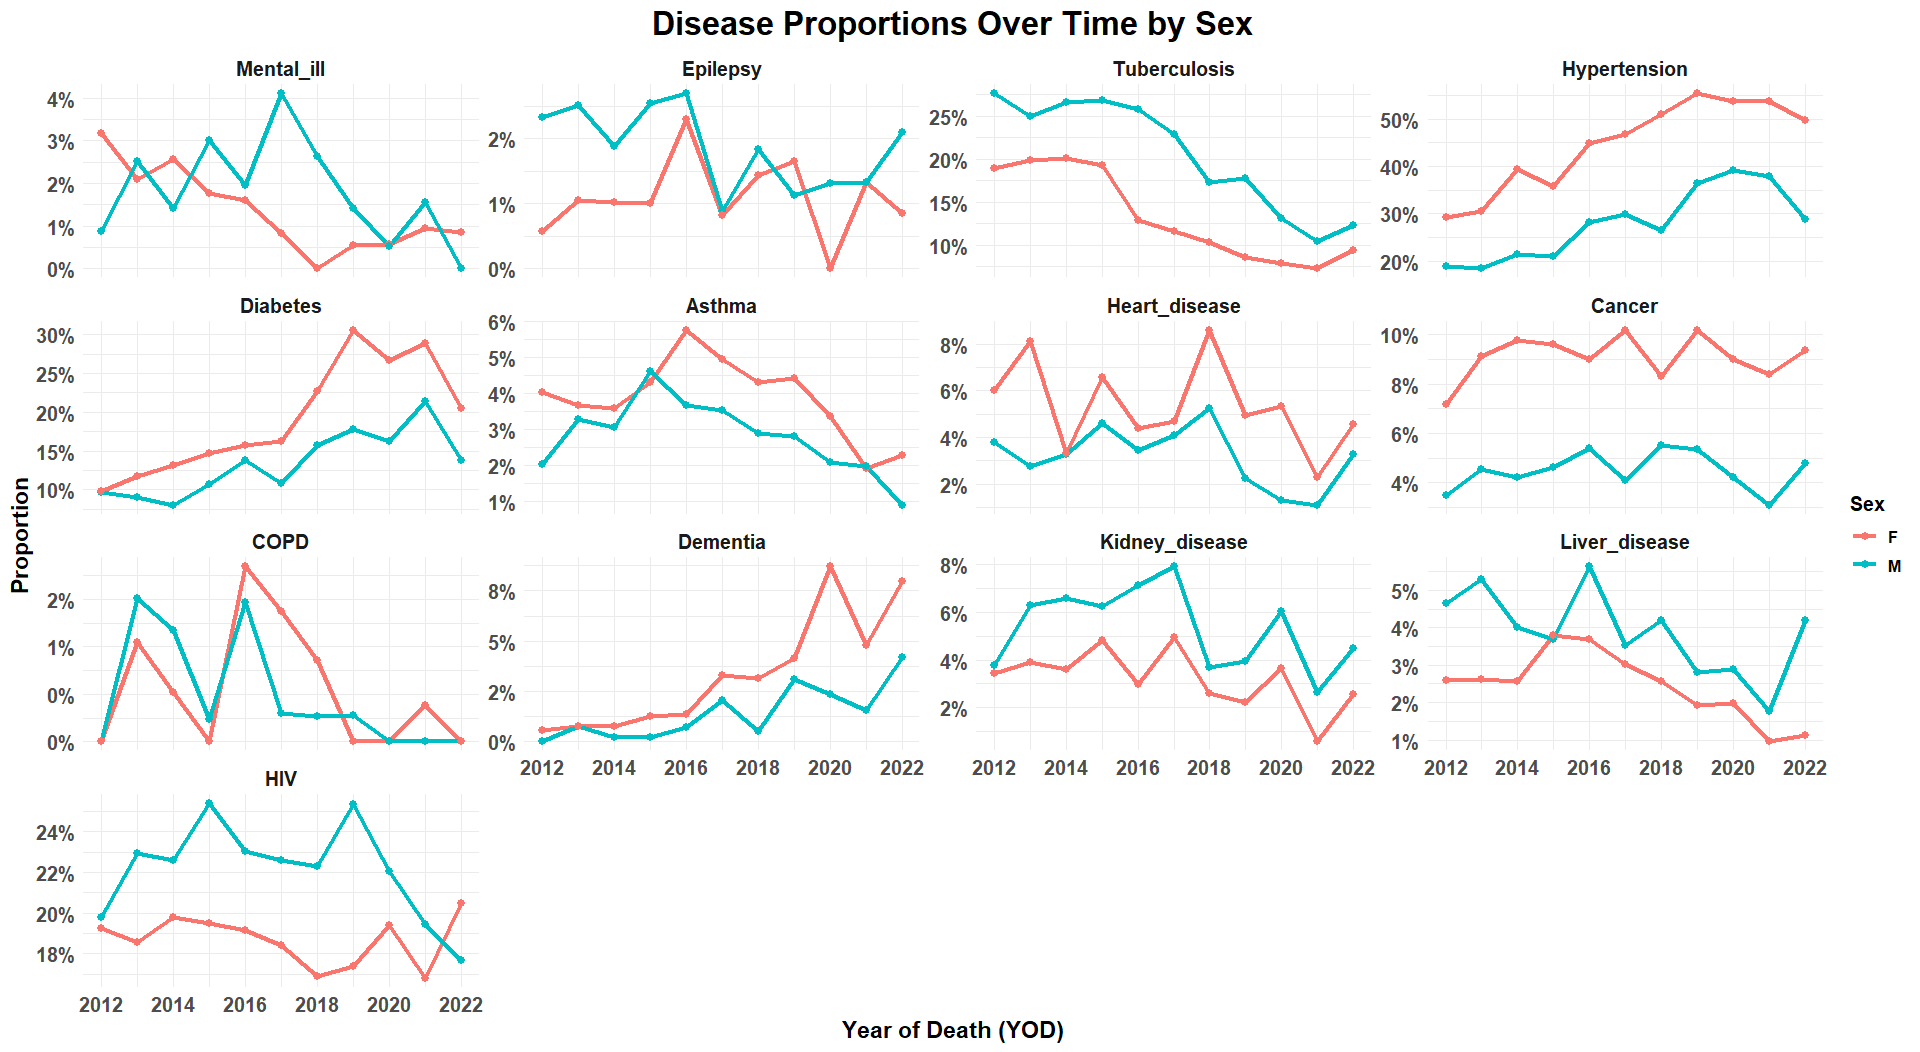 Disease Proportions Over Time by Sex
Mental_ill
4%
3%
2%
1%
0%
Epilepsy
2%
1%
0%
Tuberculosis
25%
20%
15%
10%
Hypertension
50%
40%
30%
20%
Diabetes
30%
25%
20%
15%
10%
Asthma
6%
5%
4%
3%
2%
1%
Heart_disease
8%
6%
4%
2%
Cancer
10%
8%
6%
4%
COPD
2%
1%
0%
0%
Dementia
8%
5%
2%
0%
2012 2014 2016 2018 2020 2022
Kidney_disease
8%
6%
4%
2%
2012 2014 2016 2018 2020 2022
Liver_disease
5%
4%
3%
2%
1%
2012 2014 2016 2018 2020 2022
HIV
24%
22%
20%
18%
2012 2014 2016 2018 2020 2022
Proportion
Year of Death (YOD)
Sex
F
M